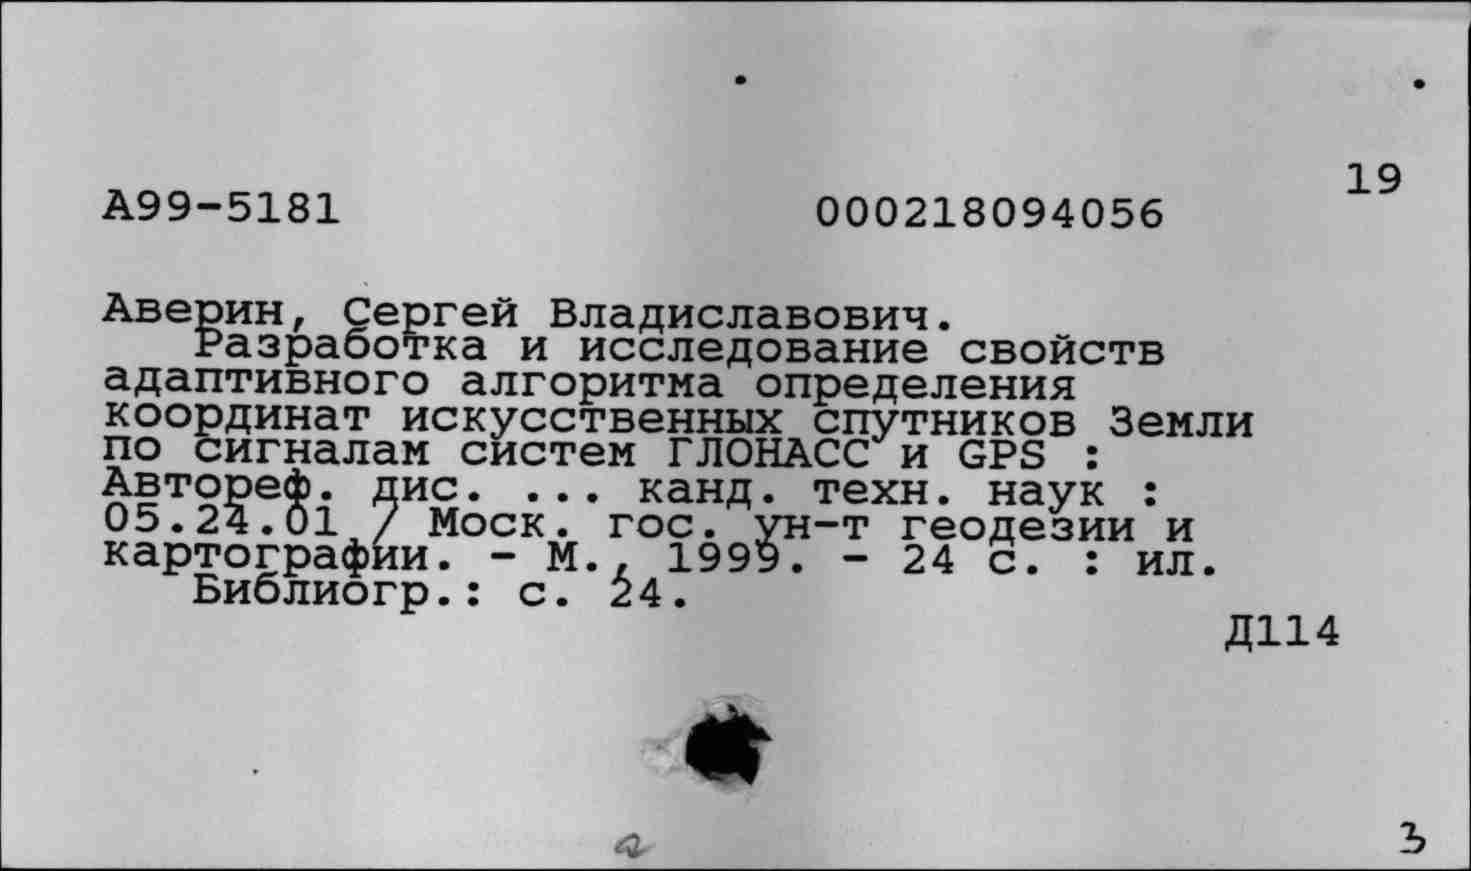 19
А99-5181 000218094056
Аверин, Сергей Владиславович.
Разработка и исследование свойств
адаптивного алгоритма определения
координат искусственных спутников Земли
по сигналам систем ГЛОНАСС и GPS :
Автореф. дис. ... канд. техн. наук :
05.24.01 / Моск. гос. ун-т геодезии и
картографии. - М., 1999. - 24 с. : ил.
Библиогр.: с. 24.
Д114